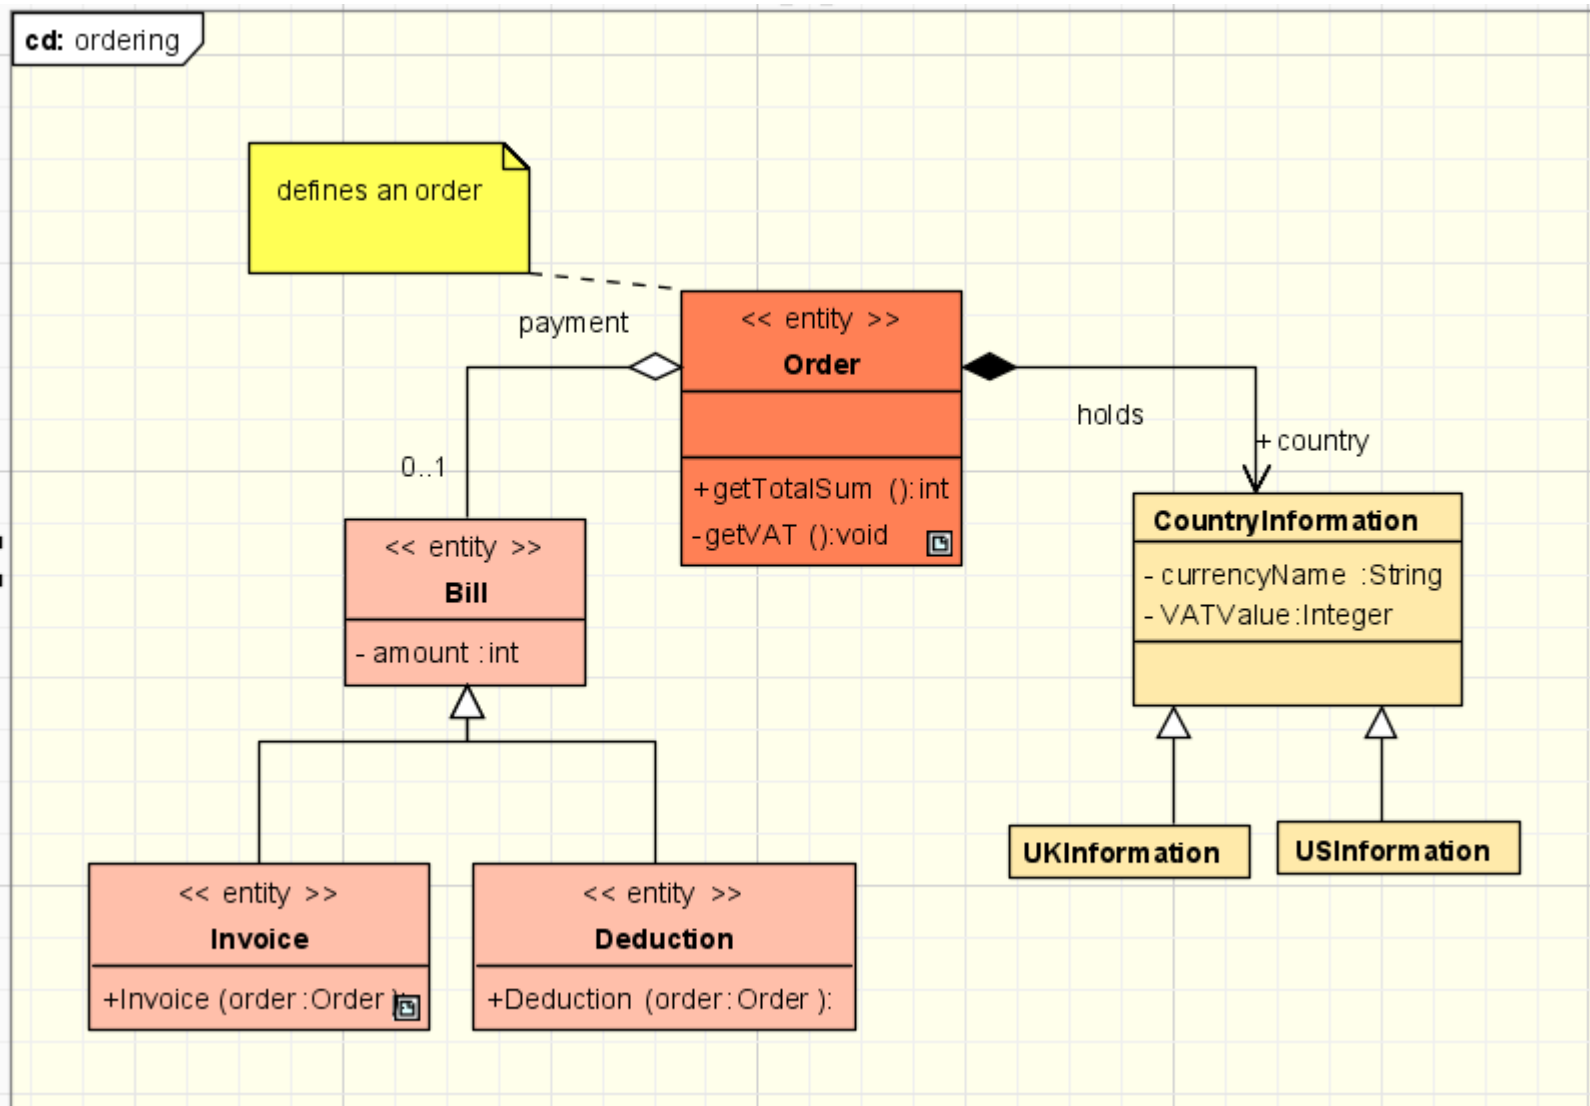 cd: ordering
defines an order
payment
<< entity >>
Order
holds
+ country
0..1
+getTotalSum ():int
-getVAT ():void
<< entity >>
Bill
- amount :int
CountryInformation
- currencyName :String
- VATValue:Integer
UKInformation
USInformation
<< entity >>
Invoice
+Invoice (order:Order
<< entity >>
Deduction
+Deduction (order:Order ):